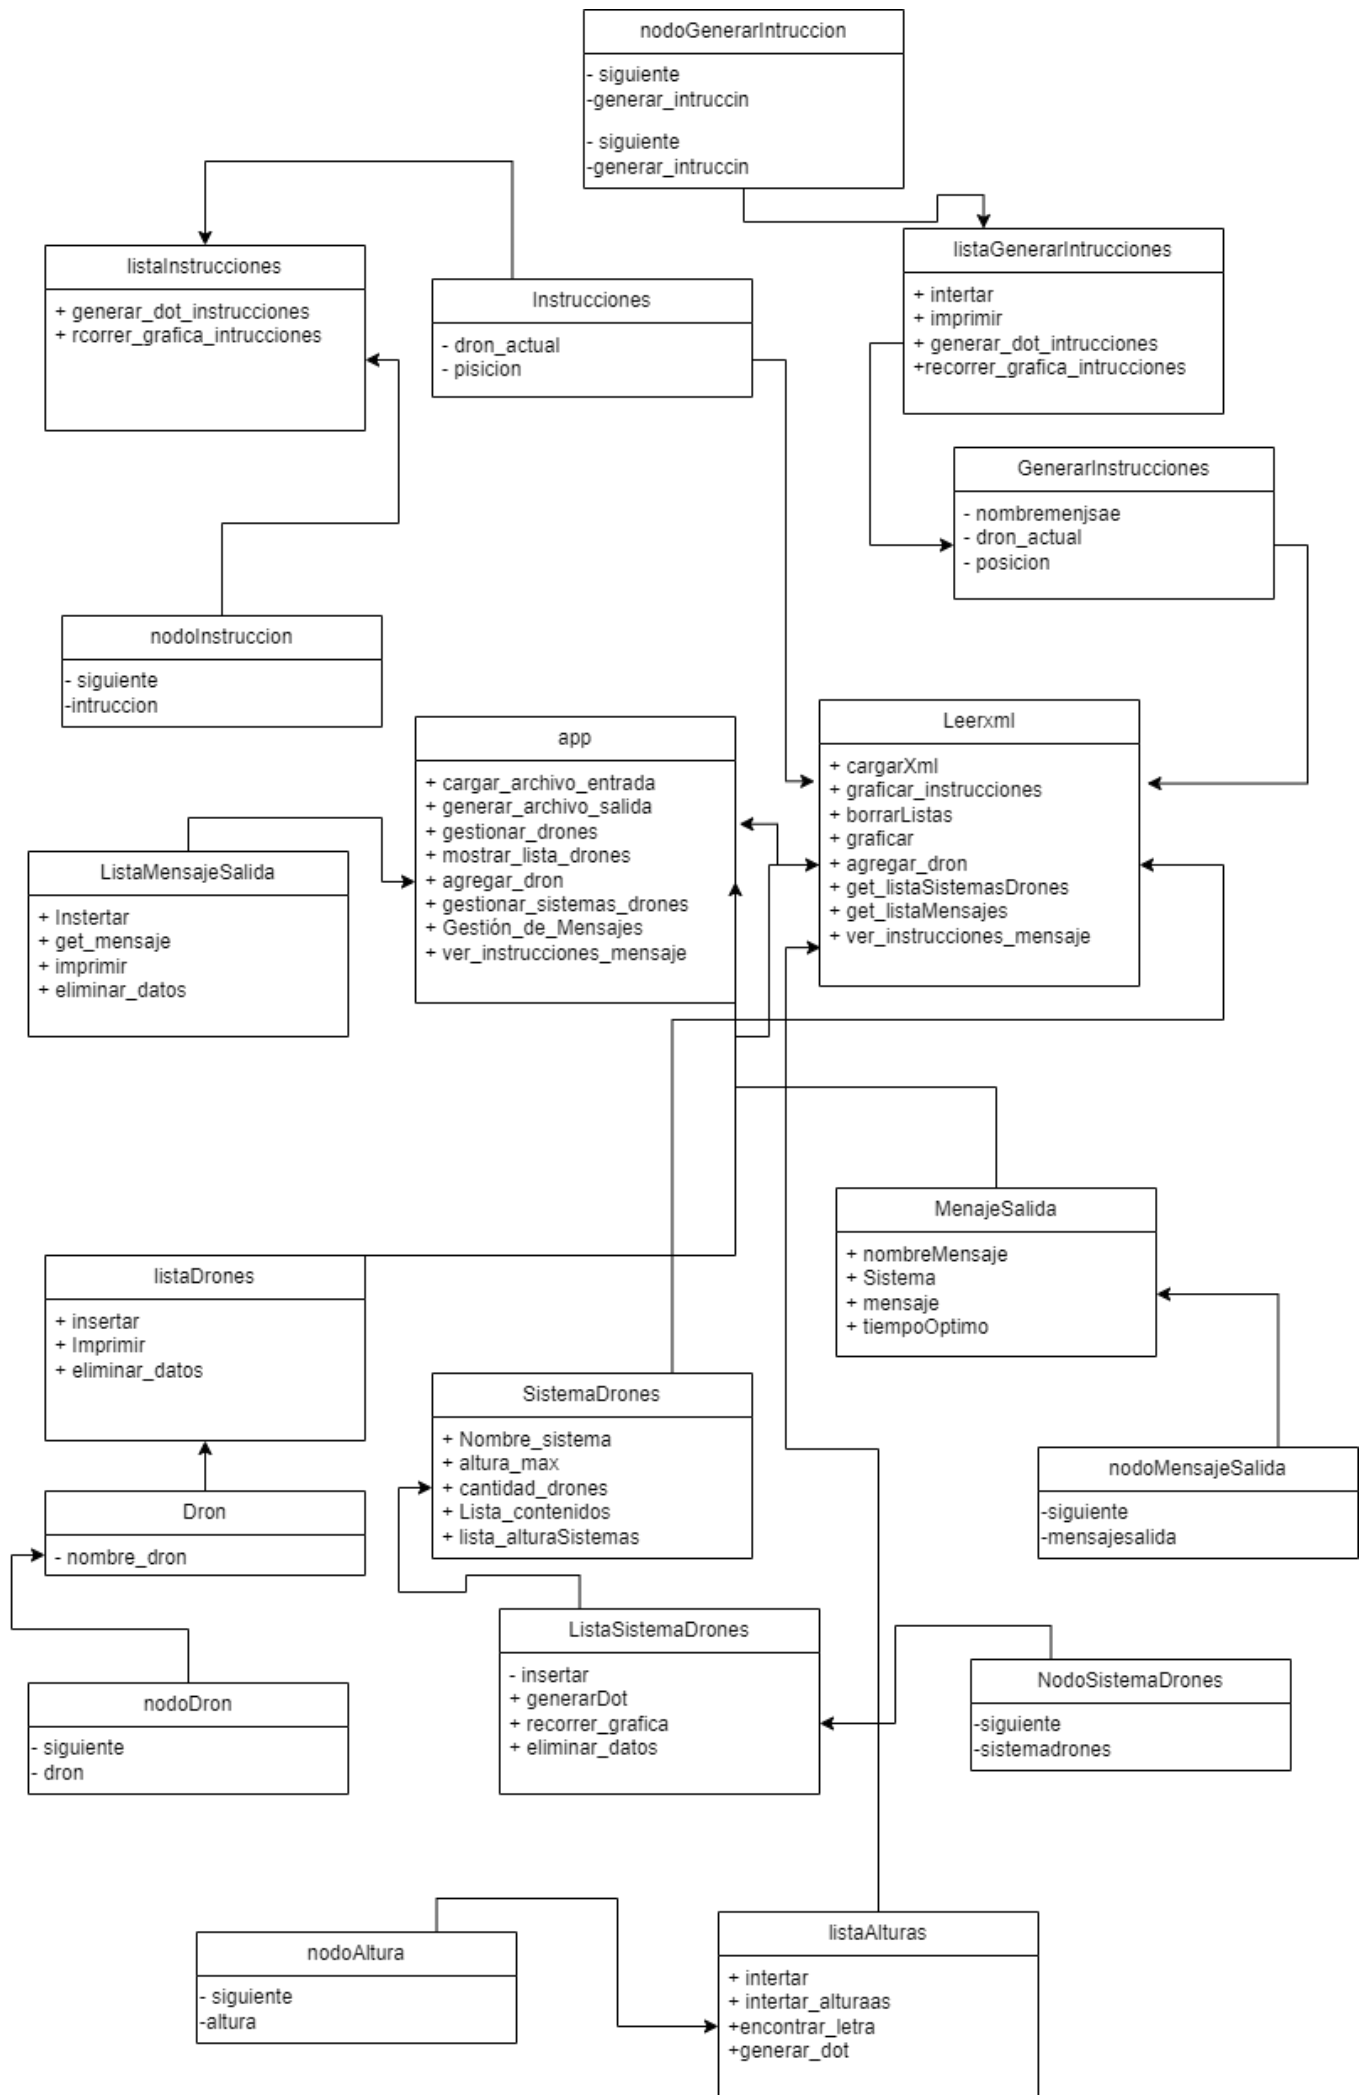 nodoGenerarIntruccion
- siguiente
-generar_intruccin
- siguiente
-generar_intruccin
listaInstrucciones
+ generar_dot_instrucciones
+ rcorrer_grafica_intrucciones
Instrucciones
- dron_actual
- pisicion
listaGenerarIntrucciones
+ intertar
+ imprimir
+ generar_dot_intrucciones
+recorrer_grafica_intrucciones
GenerarInstrucciones
- nombremenjsae
- dron_actual
- posicion
nodoInstruccion
- siguiente
-intruccion
app
+ cargar_archivo_entrada
+ generar_archivo_salida
+ gestionar_drones
+ mostrar_lista_drones
+ agregar_dron
+ gestionar_sistemas_drones
+ Gestión_de_Mensajes
+ ver_instrucciones_mensaje
Leerxml
+ cargarXml
+ graficar_instrucciones
+ borrarListas
+ graficar
+ agregar_dron
+ get_listaSistemasDrones
+ get_listaMensajes
+ ver_instrucciones_mensaje
ListaMensajeSalida
+ Instertar
+ get_mensaje
+ imprimir
+ eliminar_datos
MenajeSalida
+ nombreMensaje
+ Sistema
+ mensaje
+ tiempoOptimo
listaDrones
+ insertar
+ Imprimir
+ eliminar_datos
SistemaDrones
+ Nombre_sistema
+ altura_max
+ cantidad_drones
+ Lista_contenidos
+ lista_alturaSistemas
nodoMensajeSalida
-siguiente
-mensajesalida
Dron
- nombre_dron
ListaSistemaDrones
- insertar
+ generarDot
+ recorrer_grafica
+ eliminar_datos
NodoSistemaDrones
-siguiente
-sistemadrones
nodoDron
- siguiente
- dron
nodoAltura
- siguiente
-altura
listaAlturas
+ intertar
+ intertar_alturaas
+encontrar_letra
+generar_dot